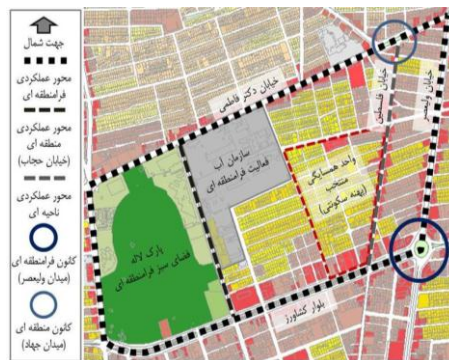 جهت شمال
محور عملکردی
فرامنطقه ای
محور عملکردی
منطقه ای
(خیابان حجاب)
محور عملکردی
ناحیه ای
کانون فرامنطقه ای
(میدان ولیعصر)
کانون منطقه ای
(میدان جهاد)
خیابان دکتر فاطمی
خیابان فلسطین
خیابان ولیعصر
سازمان آب
فعالیت فرامنطقه ای
واحد همسایگی
منتخب
(پهنه سکونتی)
پارک لاله
فضای سبز فرامنطقه ای
بلوار کشاورز